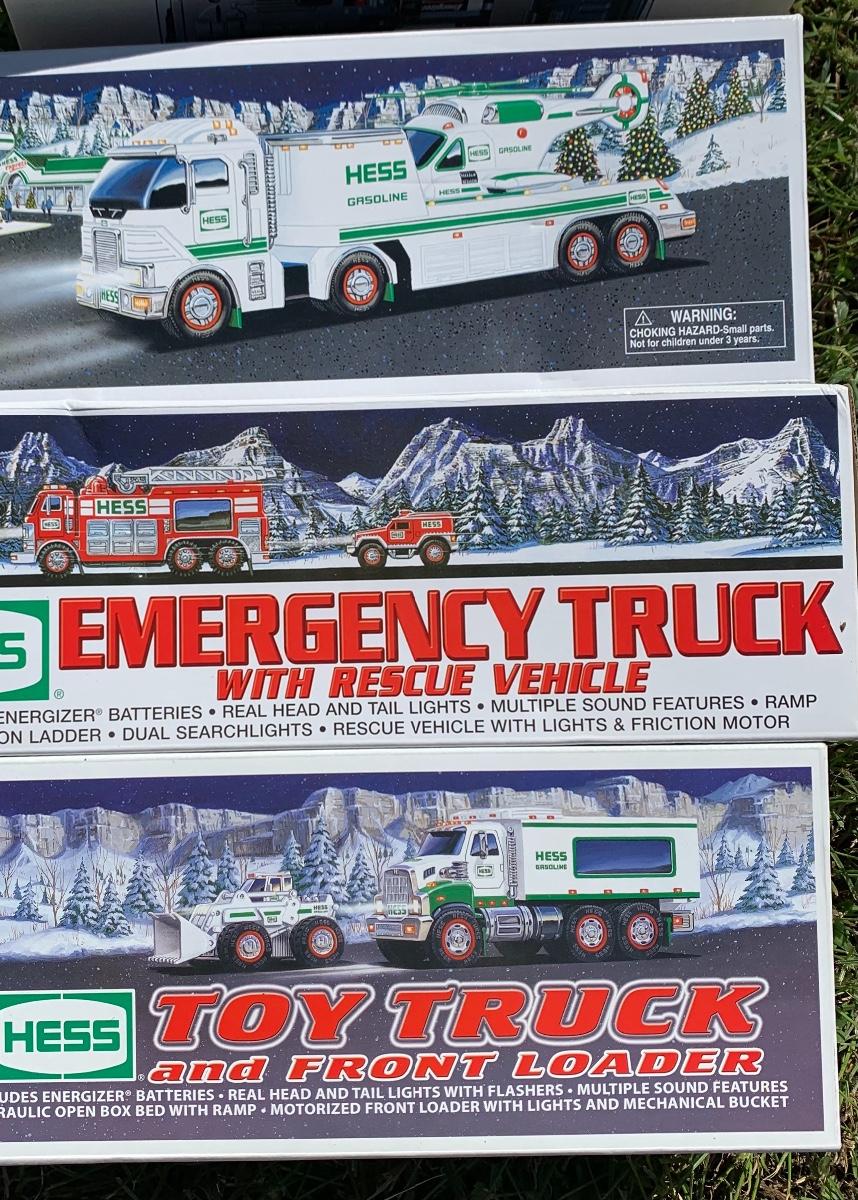 HESS
GASOLINE
HESS
GASOLINE
HESS
HESS
HESS
HESS
WARNING:
CHOKING HAZARD-Small parts.
Not for children under 3 years.
HESS
HESS
HESS
S
EMERGENCY TRUCK
® WITH RESCUE VEHICLE
ENERGIZER® BATTERIES • REAL HEAD AND TAIL LIGHTS • MULTIPLE SOUND FEATURES • RAMP
ON LADDER • DUAL SEARCHLIGHTS • RESCUE VEHICLE WITH LIGHTS & FRICTION MOTOR
HESS
GASOLINE
HESS
HESS
HESS
HESS ®
TOY TRUCK
and FRONT LOADER
UDES ENERGIZER® BATTERIES • REAL HEAD AND TAIL LIGHTS WITH FLASHERS • MULTIPLE SOUND FEATURES
RAULIC OPEN BOX BED WITH RAMP • MOTORIZED FRONT LOADER WITH LIGHTS AND MECHANICAL BUCKET